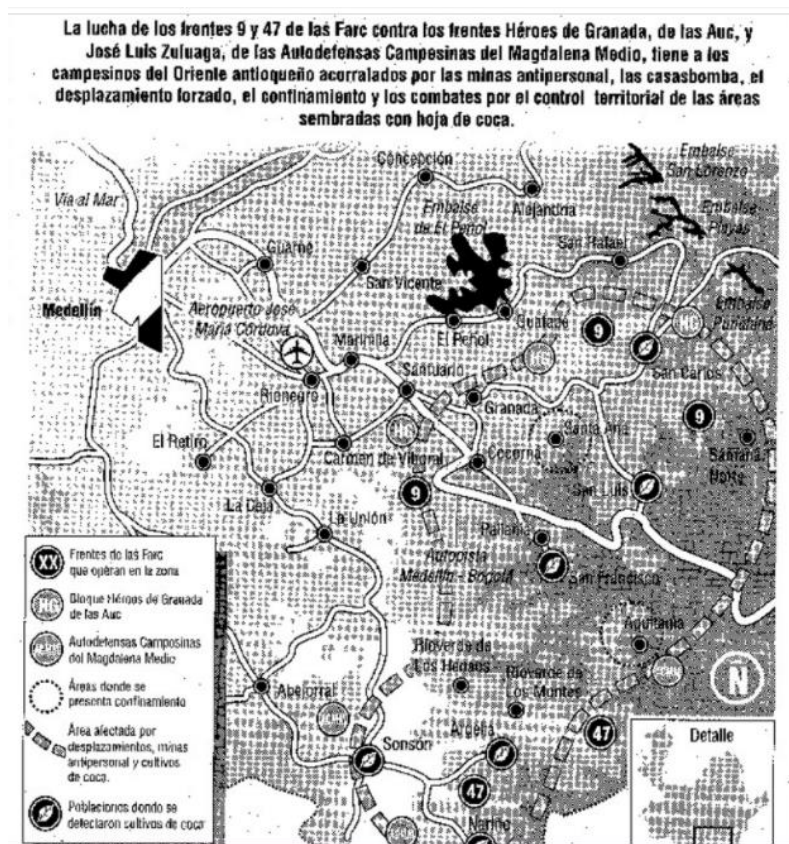 La lucha de los frentes 9 y 47 de las Farc contra los frentes Héroes de Granada, de las Auc, y
José Luis Zuluaga, de las Autodefensas Campesinas del Magdalena Medio, tiene a los
campesinos del Oriente antioqueño acorralados por las minas antipersonal, las casasbomba, el
desplazamiento forzado, el confinamiento y los combates por el control territorial de las áreas
sembradas con hoja de coca.
Concepción
Embalse
San Lorenzo
Vía al Mar
Embalse
de El Peñol
Alejandría
Embalse
Playas
Guarne
San Rafael
San Vicente
Medellín
Aeropuerto José
María Córdova
Marinilla
El Peñol
Guatapé
Embalse
9
HG
HG
San Carlos
Santuario
Rionegro
Granada
9
HG
Santa Ana
El Retiro
Carmen de Viboral
Cocorná
Samaná
Norte
9
San Luis
La Ceja
La Unión
Autopista
Medellín - Bogotá
San Francisco
Aquitania
Rioverde de
Los Henaos
Rioverde de
Los Montes
N
Abejorral
Argelia
47
Sonsón
47
Nariño
XX
Frentes de las Farc
que operan en la zona
HG
Bloque Héroes de Granada
de las Auc
Autodefensas Campesinas
del Magdalena Medio
Áreas donde se
presenta confinamiento
Área afectada por
desplazamientos, minas
antipersonal y cultivos
de coca.
Poblaciones donde se
detectaron cultivos de coca
Detalle